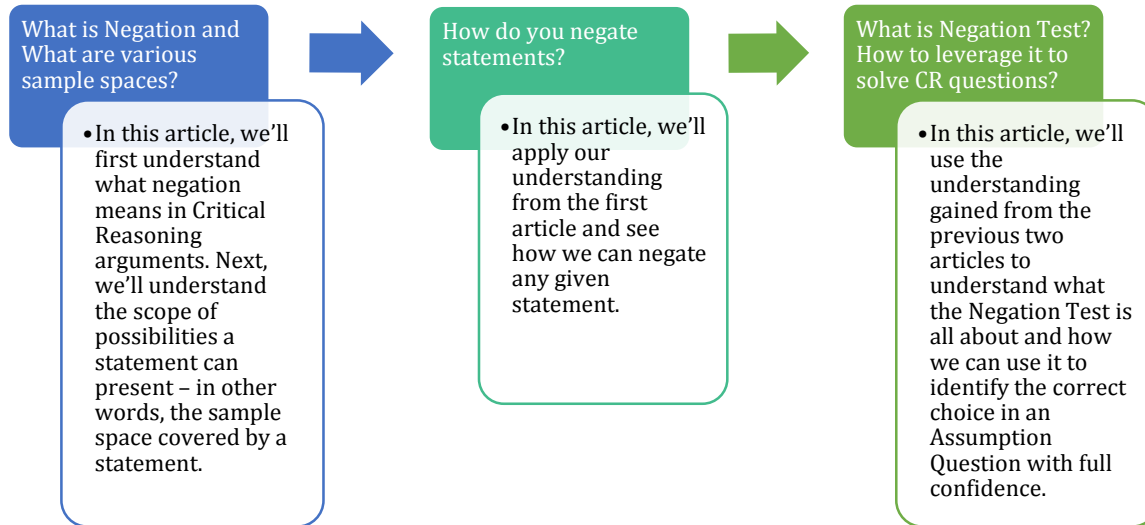 What is Negation and
What are various
sample spaces?
•In this article, we’ll
first understand
what negation
means in Critical
Reasoning
arguments. Next,
we’ll understand
the scope of
possibilities a
statement can
present – in other
words, the sample
space covered by a
statement.
How do you negate
statements?
•In this article, we’ll
apply our
understanding
from the first
article and see
how we can negate
any given
statement.
What is Negation Test?
How to leverage it to
solve CR questions?
•In this article, we’ll
use the
understanding
gained from the
previous two
articles to
understand what
the Negation Test is
all about and how
we can use it to
identify the correct
choice in an
Assumption
Question with full
confidence.